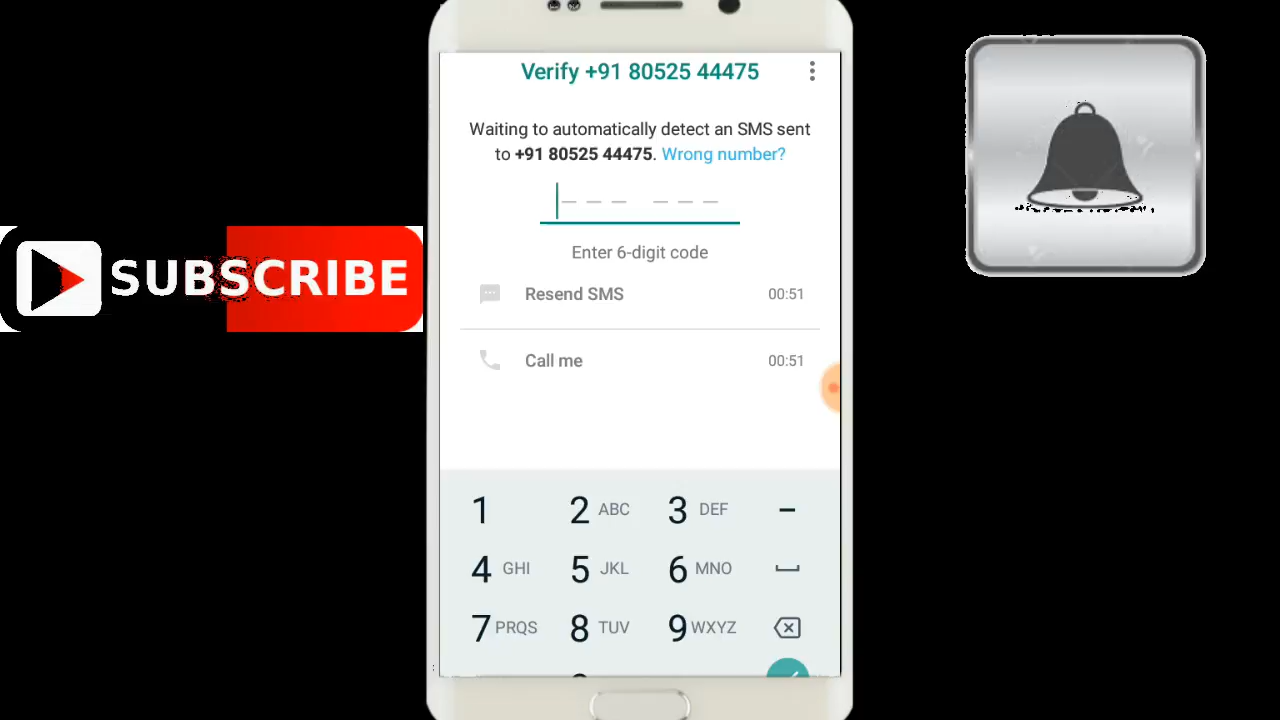 Verify +91 80525 44475
Waiting to automatically detect an SMS sent
to +91 80525 44475. Wrong number?
Enter 6-digit code
Resend SMS 00:51
Call me 00:51
SUBSCRIBE
1 2 ABC 3 DEF –
4 GHI 5 JKL 6 MNO
7 PRQS 8 TUV 9 WXYZ